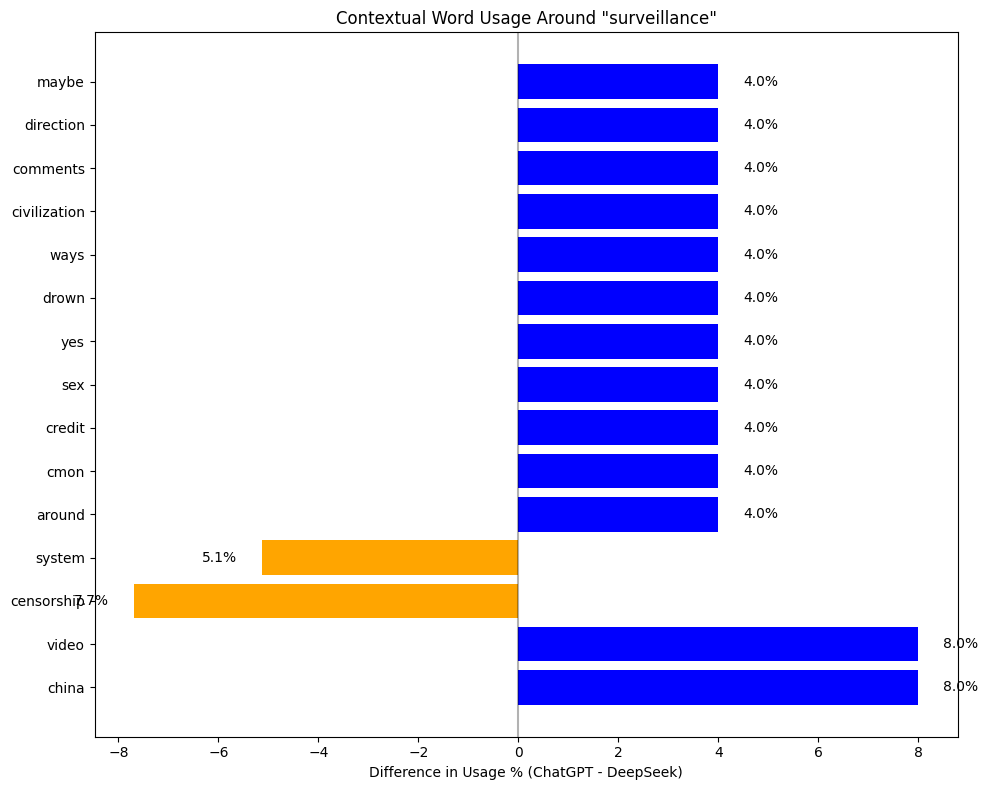 Contextual Word Usage Around "surveillance"
maybe 4.0%
direction 4.0%
comments 4.0%
civilization 4.0%
ways 4.0%
drown 4.0%
yes 4.0%
sex 4.0%
credit 4.0%
cmon 4.0%
around 4.0%
system 5.1%
censorship 7.7%
video 8.0%
china 8.0%
−8 −6 −4 −2 0 2 4 6 8
Difference in Usage % (ChatGPT - DeepSeek)